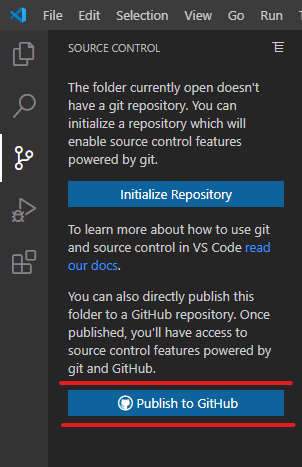 File Edit View Go Run T
SOURCE CONTROL
The folder currently open doesn't
have a git repository. You can
initialize a repository which will
enable source control features
powered by git.
Initialize Repository
To learn more about how to use git
and source control in VS Code read
our docs.
You can also directly publish this
folder to a GitHub repository. Once
published, you'll have access to
source control features powered by
git and GitHub.
Publish to GitHub